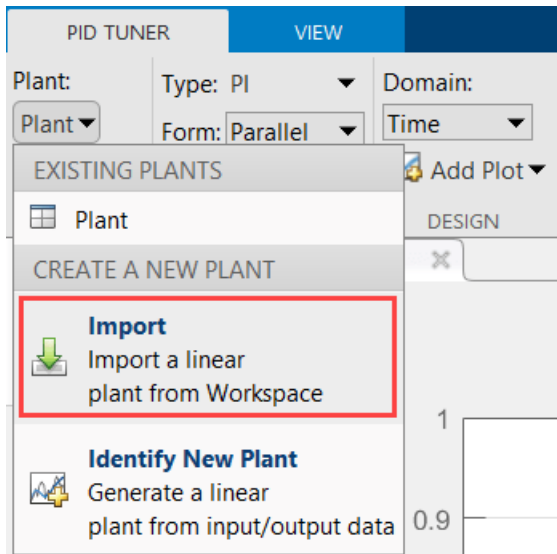 PID TUNER VIEW
Plant: Type: PI Domain:
Plant Form: Parallel Time
EXISTING PLANTS Add Plot
Plant DESIGN
CREATE A NEW PLANT
Import
Import a linear
plant from Workspace
1
Identify New Plant
Generate a linear
plant from input/output data 0.9